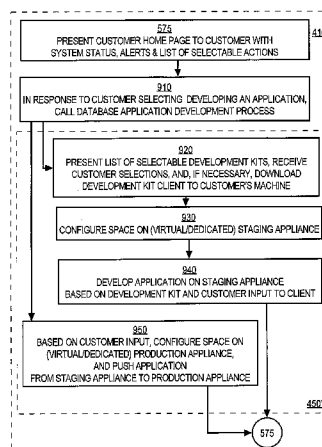 575
PRESENT CUSTOMER HOME PAGE TO CUSTOMER WITH
SYSTEM STATUS, ALERTS & LIST OF SELECTABLE ACTIONS
410
910
IN RESPONSE TO CUSTOMER SELECTING DEVELOPING AN APPLICATION,
CALL DATABASE APPLICATION DEVELOPMENT PROCESS
920
PRESENT LIST OF SELECTABLE DEVELOPMENT KITS, RECEIVE
CUSTOMER SELECTIONS, AND, IF NECESSARY, DOWNLOAD
DEVELOPMENT KIT CLIENT TO CUSTOMER'S MACHINE
930
CONFIGURE SPACE ON (VIRTUAL/DEDICATED) STAGING APPLIANCE
940
DEVELOP APPLICATION ON STAGING APPLIANCE
BASED ON DEVELOPMENT KIT AND CUSTOMER INPUT TO CLIENT
950
BASED ON CUSTOMER INPUT, CONFIGURE SPACE ON
(VIRTUAL/DEDICATED) PRODUCTION APPLIANCE,
AND PUSH APPLICATION
FROM STAGING APPLIANCE TO PRODUCTION APPLIANCE
450
575